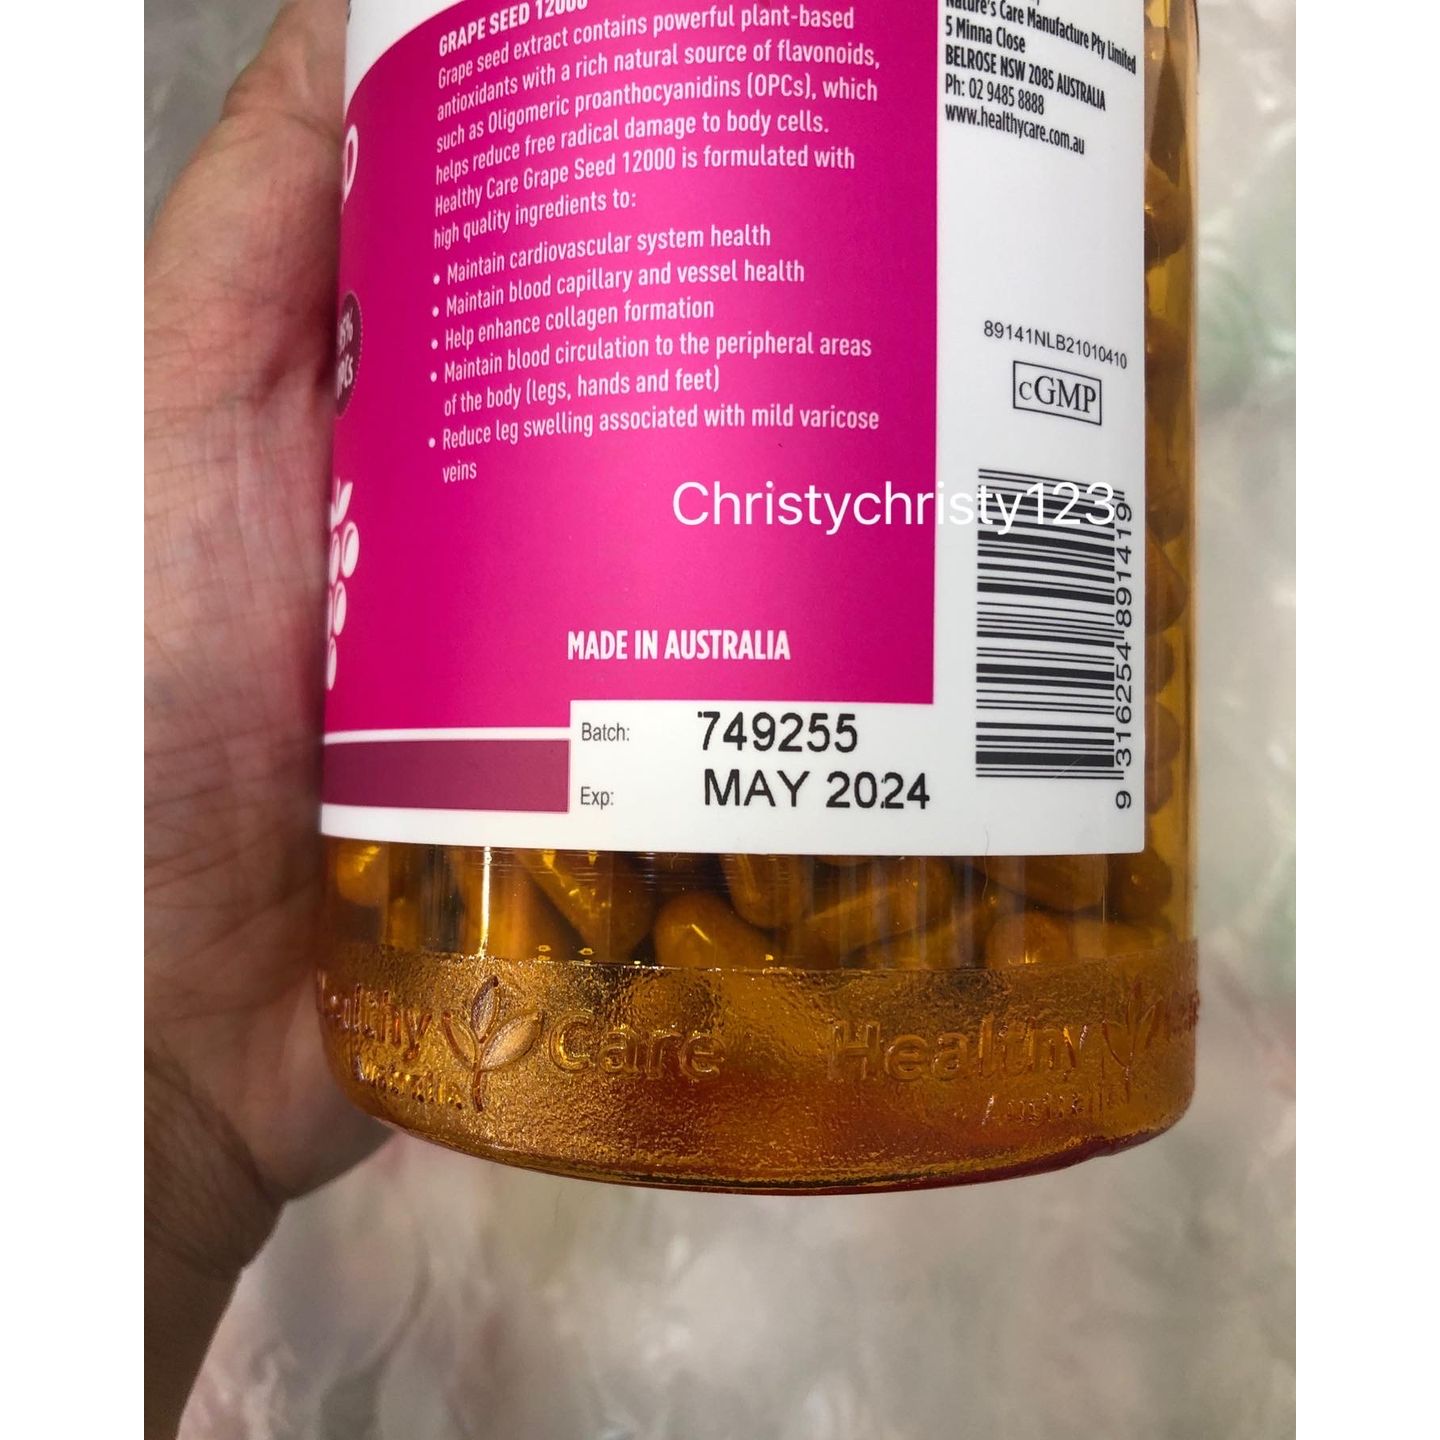 GRAPE SEED 12000
Grape seed extract contains powerful plant-based
antioxidants with a rich natural source of flavonoids,
such as Oligomeric proanthocyanidins (OPCs), which
helps reduce free radical damage to body cells.
Healthy Care Grape Seed 12000 is formulated with
high quality ingredients to:
• Maintain cardiovascular system health
• Maintain blood capillary and vessel health
• Help enhance collagen formation
• Maintain blood circulation to the peripheral areas
of the body (legs, hands and feet)
• Reduce leg swelling associated with mild varicose
veins
MADE IN AUSTRALIA
Batch: 749255
Exp: MAY 2024
Nature's Care Manufacture Pty Limited
5 Minna Close
BELROSE NSW 2085 AUSTRALIA
Ph: 02 9485 8888
www.healthycare.com.au
89141NLB21010410
cGMP
9 316254 891419
Christychristy123
Healthy Care Healthy